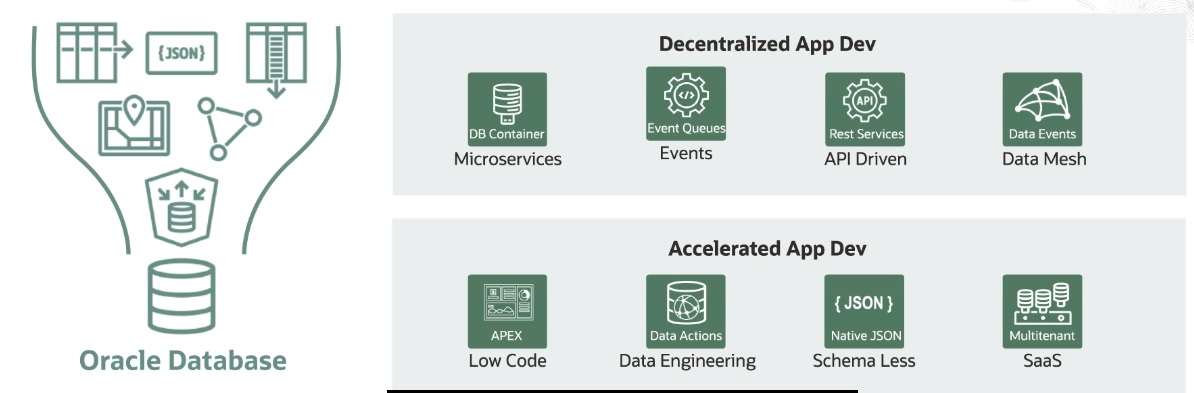 {JSON}
Oracle Database
Decentralized App Dev
DB Container
Microservices
Event Queues
Events
API
Rest Services
API Driven
Data Events
Data Mesh
Accelerated App Dev
APEX
Low Code
Data Actions
Data Engineering
{ JSON }
Native JSON
Schema Less
Multitenant
SaaS